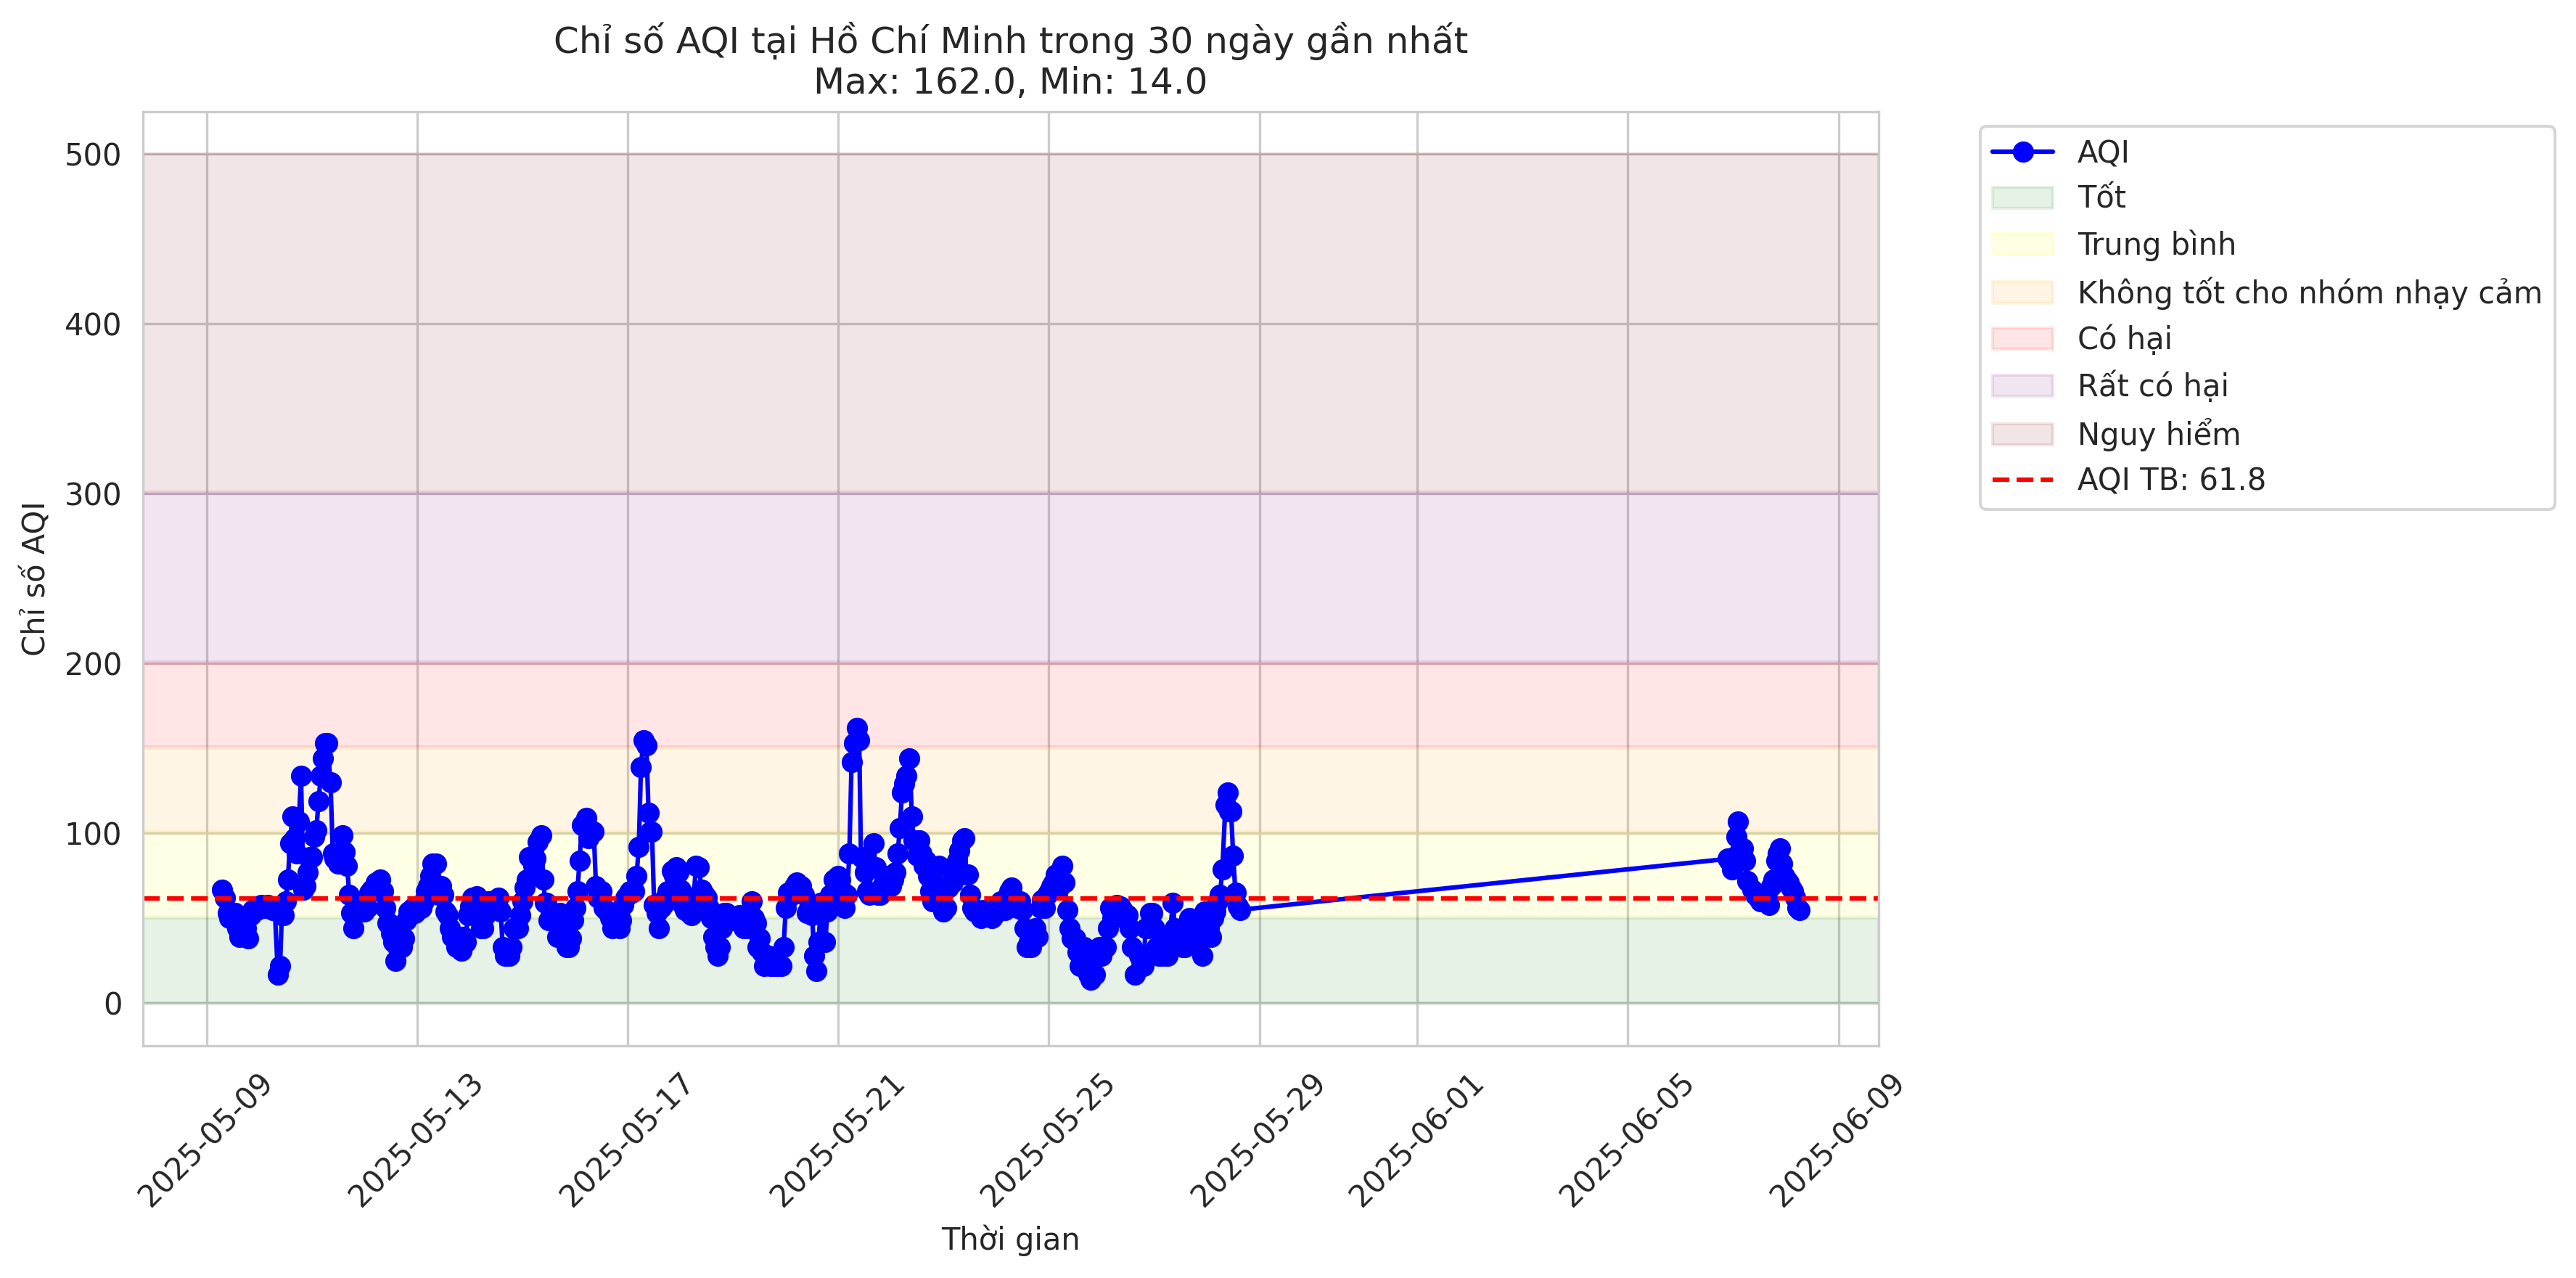 Chỉ số AQI tại Hồ Chí Minh trong 30 ngày gần nhất
Max: 162.0, Min: 14.0
Chỉ số AQI
500
400
300
200
100
0
2025-05-09
2025-05-13
2025-05-17
2025-05-21
2025-05-25
2025-05-29
2025-06-01
2025-06-05
2025-06-09
Thời gian
AQI
Tốt
Trung bình
Không tốt cho nhóm nhạy cảm
Có hại
Rất có hại
Nguy hiểm
AQI TB: 61.8